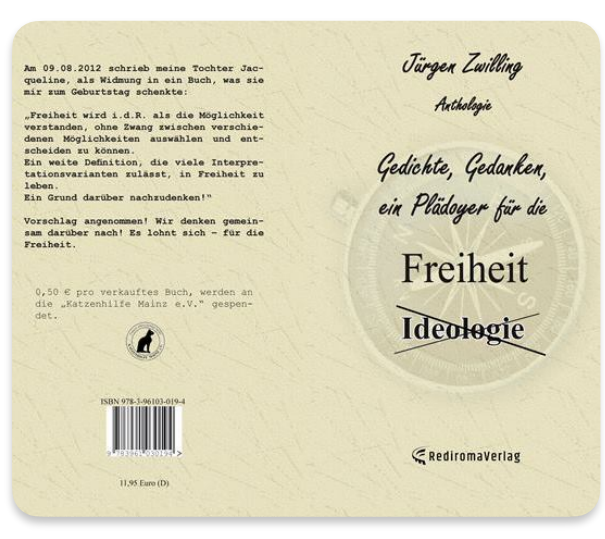 Am 09.08.2012 schrieb meine Tochter Jac-
queline, als Widmung in ein Buch, was sie
mir zum Geburtstag schenkte:
„Freiheit wird i.d.R. als die Möglichkeit
verstanden, ohne Zwang zwischen verschie-
denen Möglichkeiten auswählen und ent-
scheiden zu können.
Ein weite Definition, die viele Interpre-
tationsvarianten zulässt, in Freiheit zu
leben.
Ein Grund darüber nachzudenken!"
Vorschlag angenommen! Wir denken gemein-
sam darüber nach! Es lohnt sich – für die
Freiheit.
0,50 € pro verkauftes Buch, werden an
die „Katzenhilfe Mainz e.V." gespen-
det.
ISBN 978-3-96103-019-4
9 783961 030194 >
11,95 Euro (D)
Jürgen Zwilling
Anthologie
Gedichte, Gedanken,
ein Plädoyer für die
Freiheit
Ideologie
RediromaVerlag